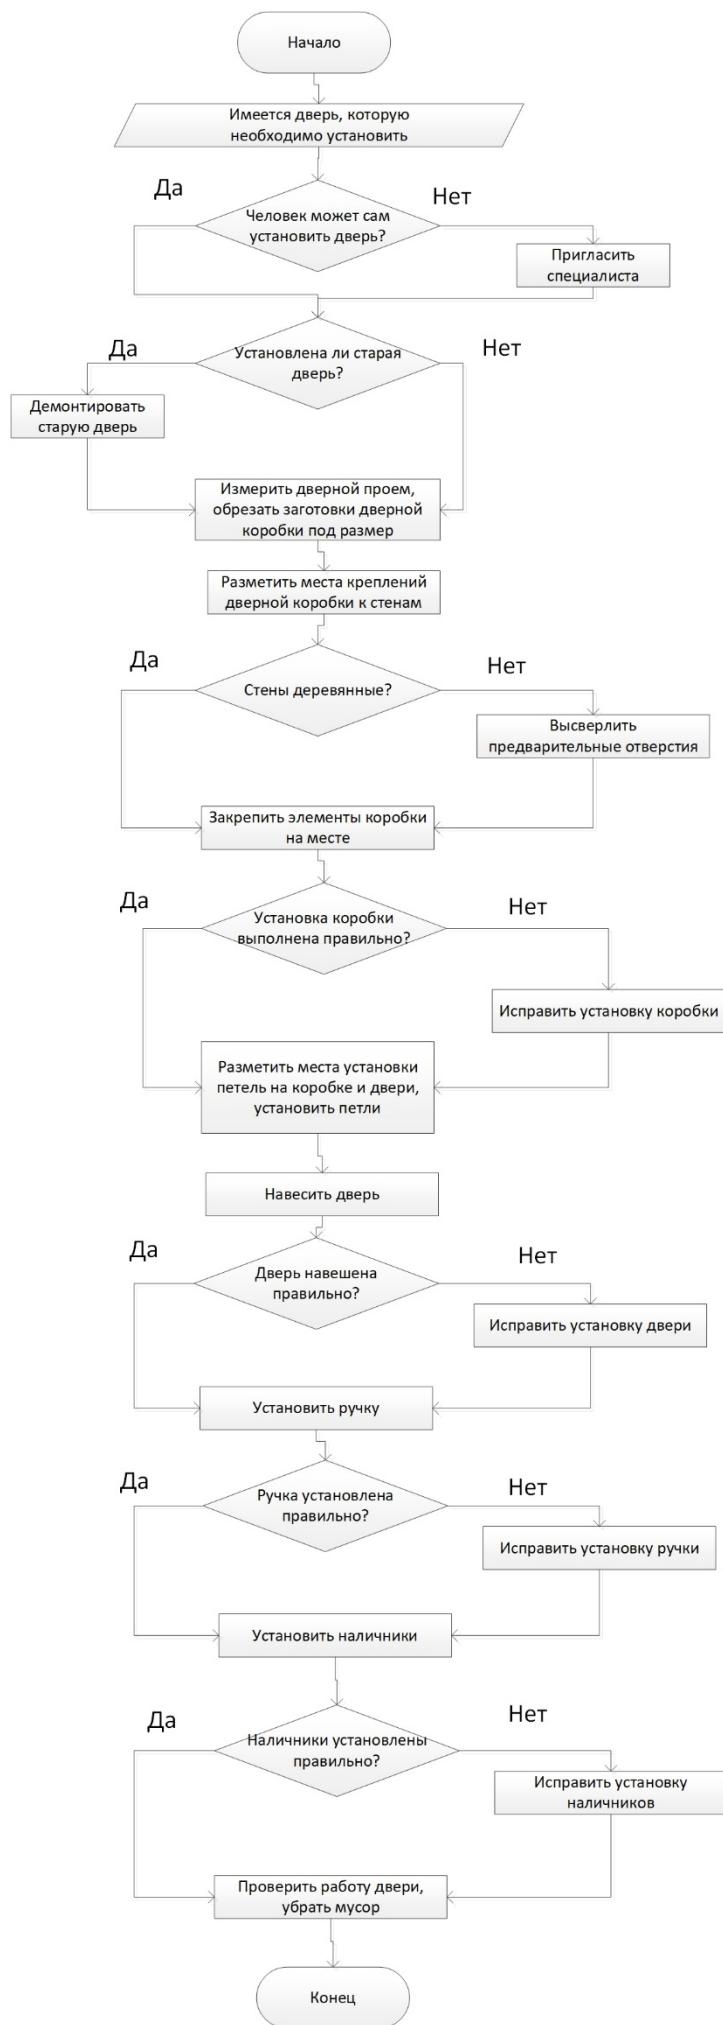 Начало
Имеется дверь, которую
необходимо установить
Да
Нет
Человек может сам
установить дверь?
Пригласить
специалиста
Да
Нет
Установлена ли старая
дверь?
Демонтировать
старую дверь
Измерить дверной проем,
обрезать заготовки дверной
коробки под размер
Разметить места креплений
дверной коробки к стенам
Да
Нет
Стены деревянные?
Высверлить
предварительные отверстия
Закрепить элементы коробки
на месте
Да
Нет
Установка коробки
выполнена правильно?
Исправить установку коробки
Разметить места установки
петель на коробке и двери,
установить петли
Навесить дверь
Да
Нет
Дверь навешена
правильно?
Исправить установку двери
Установить ручку
Да
Нет
Ручка установлена
правильно?
Исправить установку ручки
Установить наличники
Да
Нет
Наличники установлены
правильно?
Исправить установку
наличников
Проверить работу двери,
убрать мусор
Конец